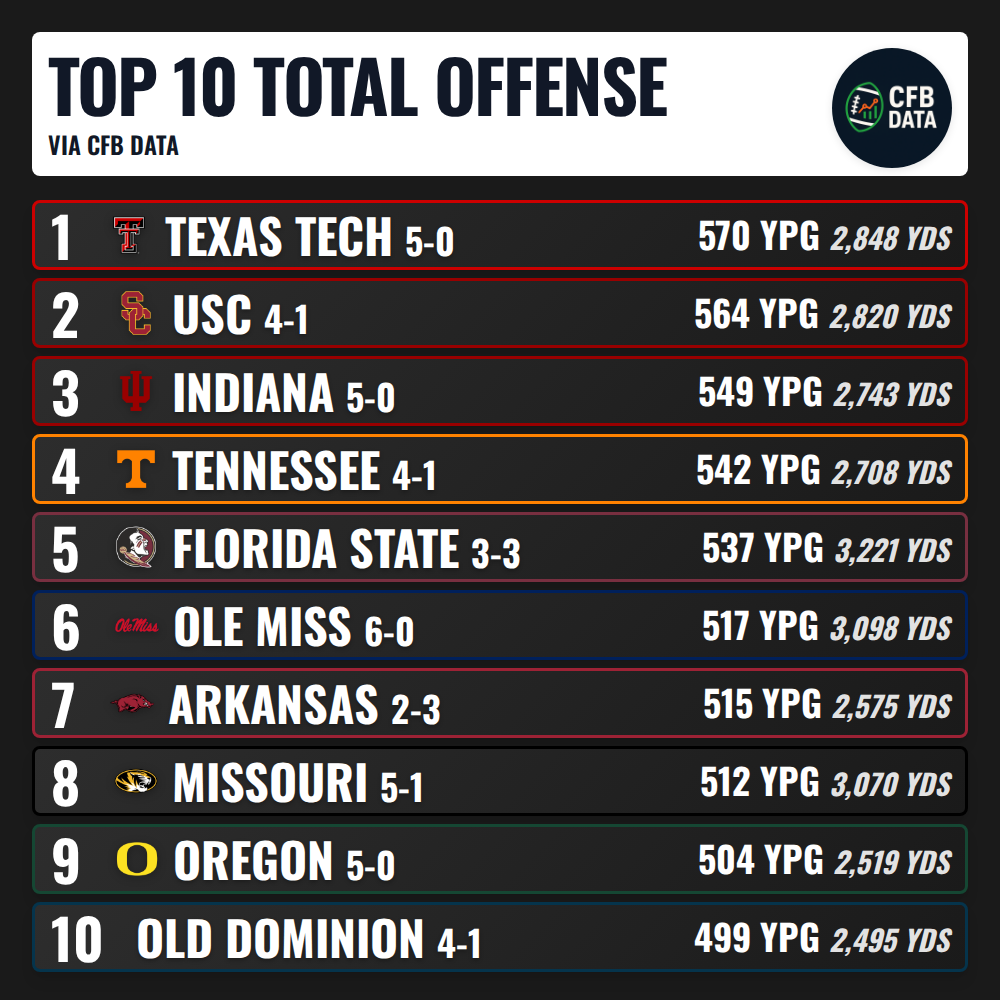 TOP 10 TOTAL OFFENSE
VIA CFB DATA
CFB
DATA
1 TEXAS TECH 5-0 570 YPG 2,848 YDS
2 USC 4-1 564 YPG 2,820 YDS
3 INDIANA 5-0 549 YPG 2,743 YDS
4 T TENNESSEE 4-1 542 YPG 2,708 YDS
5 FLORIDA STATE 3-3 537 YPG 3,221 YDS
6 Ole Miss OLE MISS 6-0 517 YPG 3,098 YDS
7 ARKANSAS 2-3 515 YPG 2,575 YDS
8 MISSOURI 5-1 512 YPG 3,070 YDS
9 O OREGON 5-0 504 YPG 2,519 YDS
10 OLD DOMINION 4-1 499 YPG 2,495 YDS